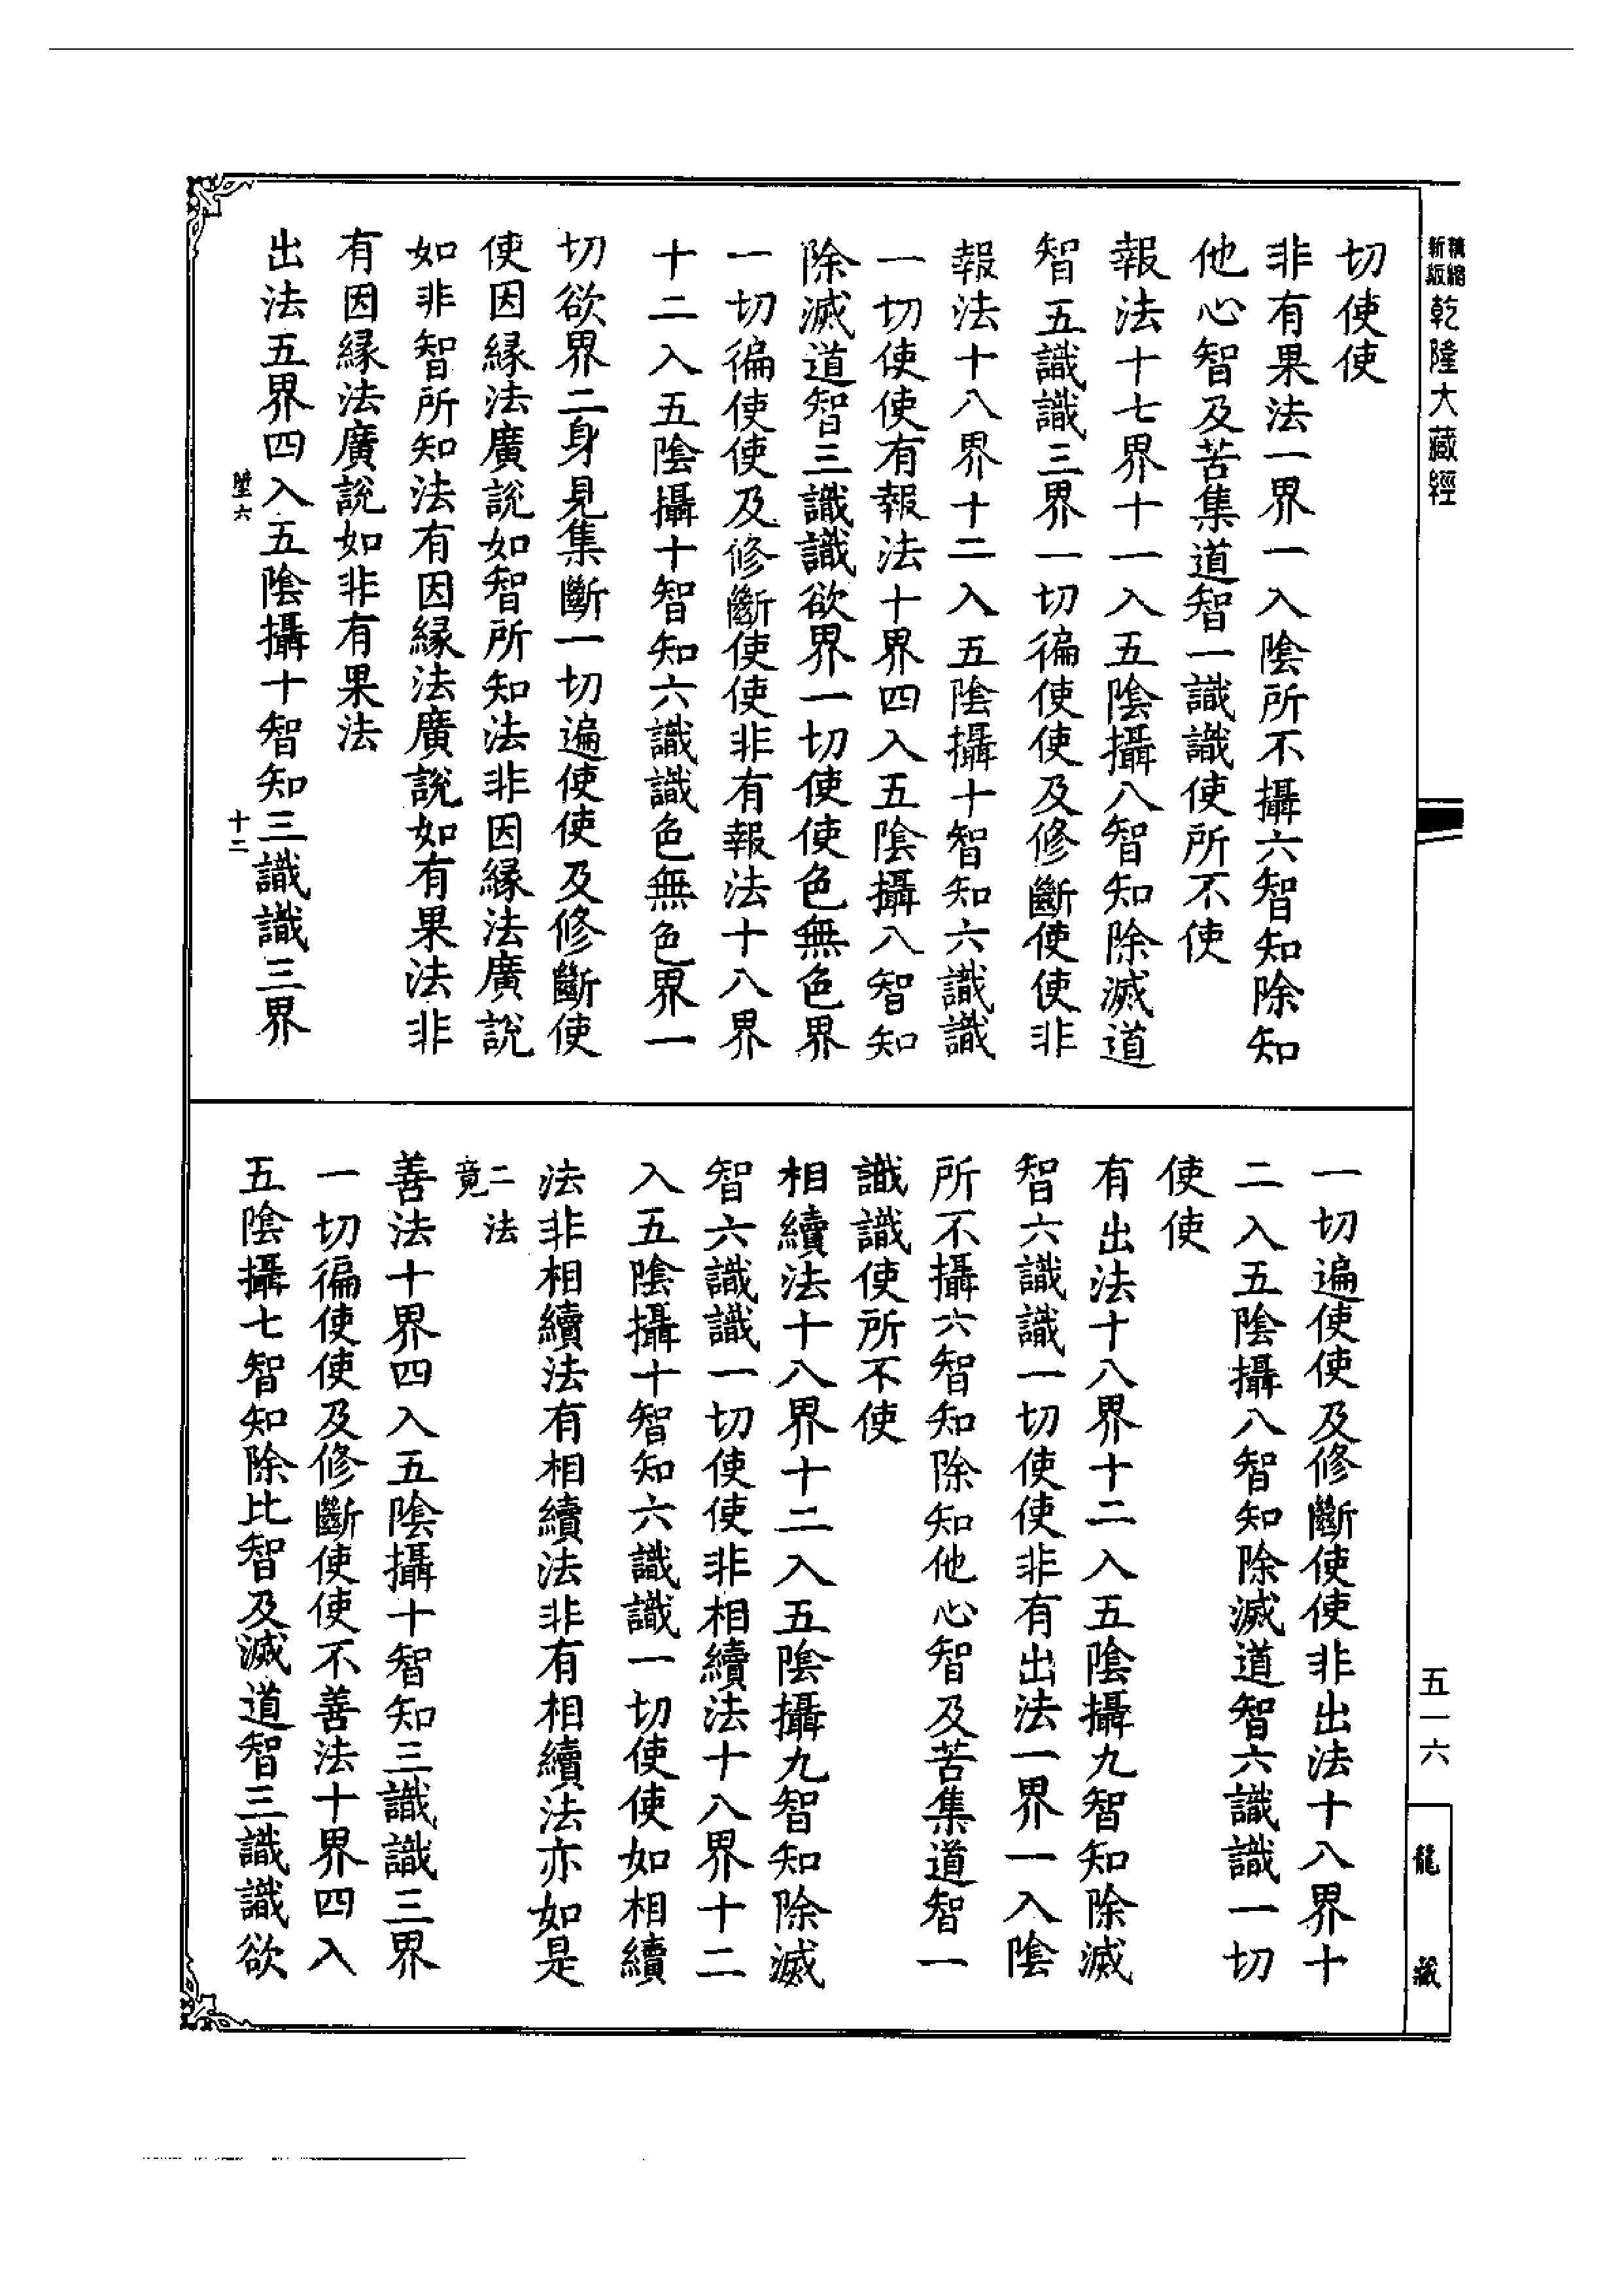 精縮新版乾隆大藏經
切使使
非有果法一界一入陰所不攝六智知除知
他心智及苦集道智一識識使所不使
報法十七界十一入五陰攝八智知除滅道
智五識識三界一切徧使使及修斷使使非
報法十八界十二入五陰攝十智知六識識
一切使使有報法十界四入五陰攝八智知
除滅道智三識識欲界一切使使色無色界
一切徧使使及修斷使使非有報法十八界
十二入五陰攝十智知六識識色無色界一
切欲界二身見集斷一切遍使使及修斷使
使因緣法廣說如智所知法非因緣法廣說
如非智所知法有因緣法廣說如有果法非
有因緣法廣說如非有果法
出法五界四入五陰攝十智知三識識三界
六
十二
一切遍使使及修斷使使非出法十八界十
二入五陰攝八智知除滅道智六識識一切
使使
有出法十八界十二入五陰攝九智知除滅
智六識識一切使使非有出法一界一入陰
所不攝六智知除知他心智及苦集道智一
識識使所不使
相續法十八界十二入五陰攝九智知除滅
智六識識一切使使非相續法十八界十二
入五陰攝十智知六識識一切使使如相續
法非相續法有相續法非有相續法亦如是
二法竟
善法十界四入五陰攝十智知三識識三界
一切徧使使及修斷使使不善法十界四入
五陰攝七智知除比智及滅道智三識識欲
五一六
龍藏